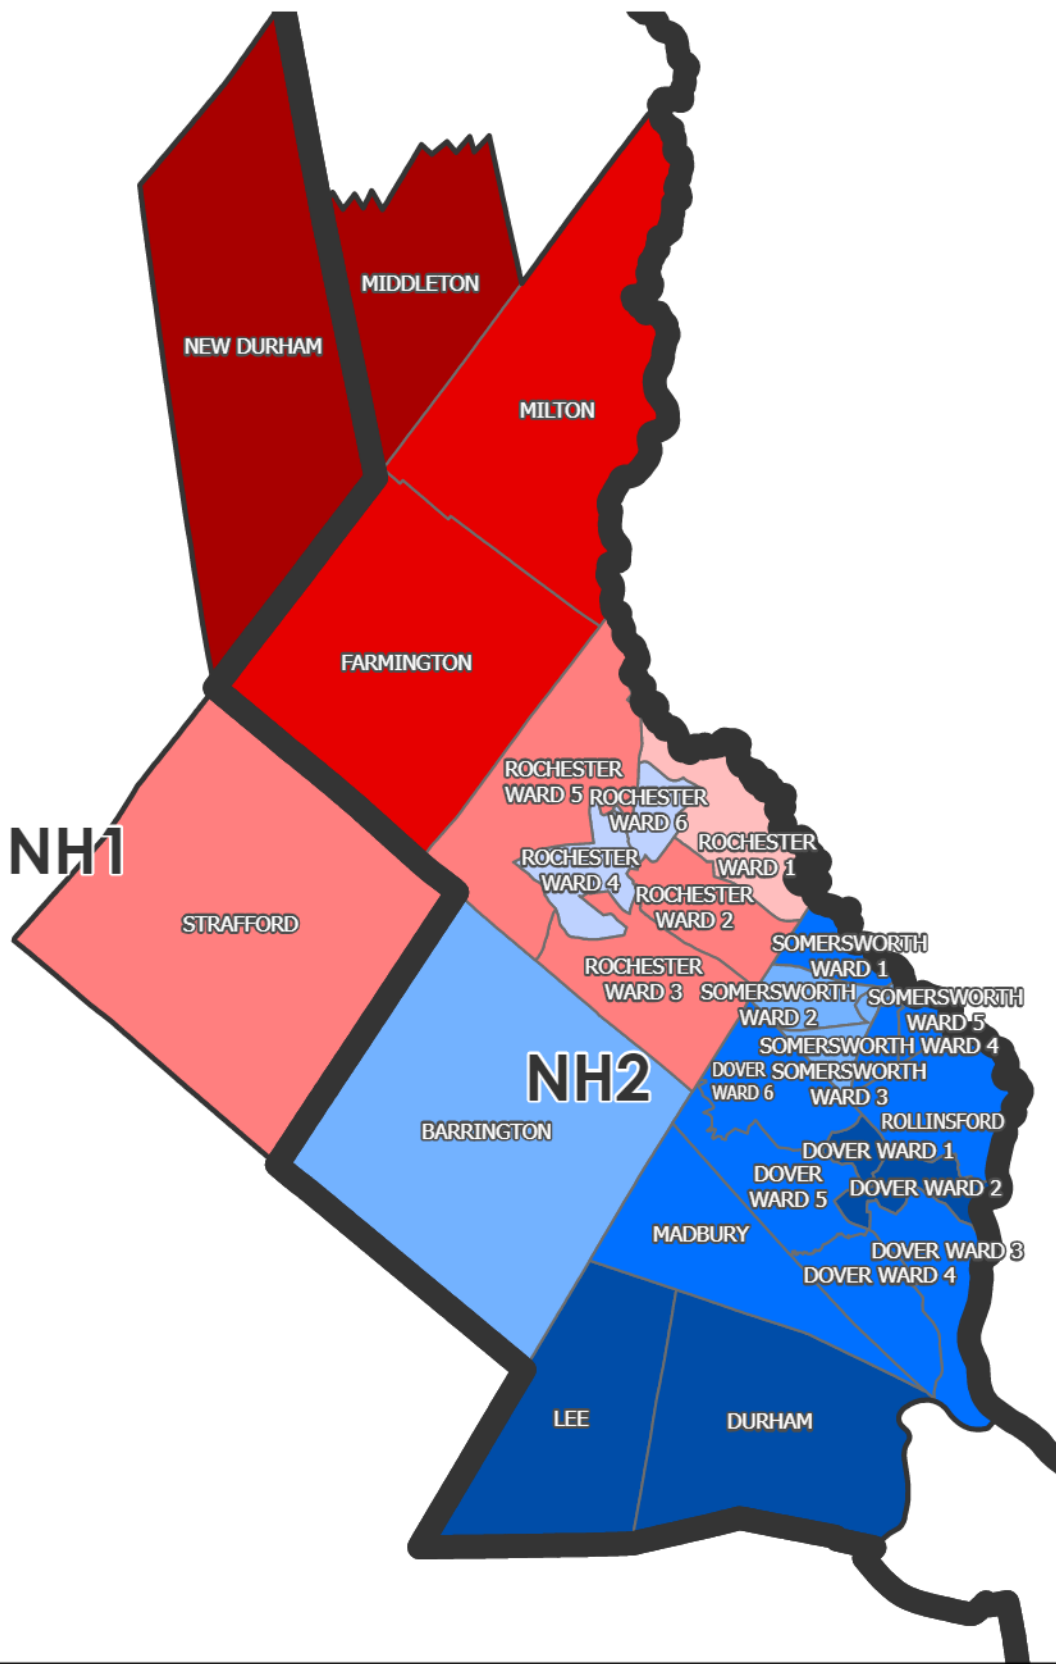 MIDDLETON
NEW DURHAM
MILTON
FARMINGTON
ROCHESTER
WARD 5
ROCHESTER
WARD 6
NH1
ROCHESTER
WARD 1
ROCHESTER
WARD 4
ROCHESTER
WARD 2
STRAFFORD
SOMERSWORTH
WARD 1
ROCHESTER
WARD 3
SOMERSWORTH
WARD 2
SOMERSWORTH
WARD 5
SOMERSWORTH WARD 4
NH2
DOVER
WARD 6
SOMERSWORTH
WARD 3
ROLLINSFORD
BARRINGTON
DOVER WARD 1
DOVER
WARD 5
DOVER WARD 2
MADBURY
DOVER WARD 3
DOVER WARD 4
LEE
DURHAM